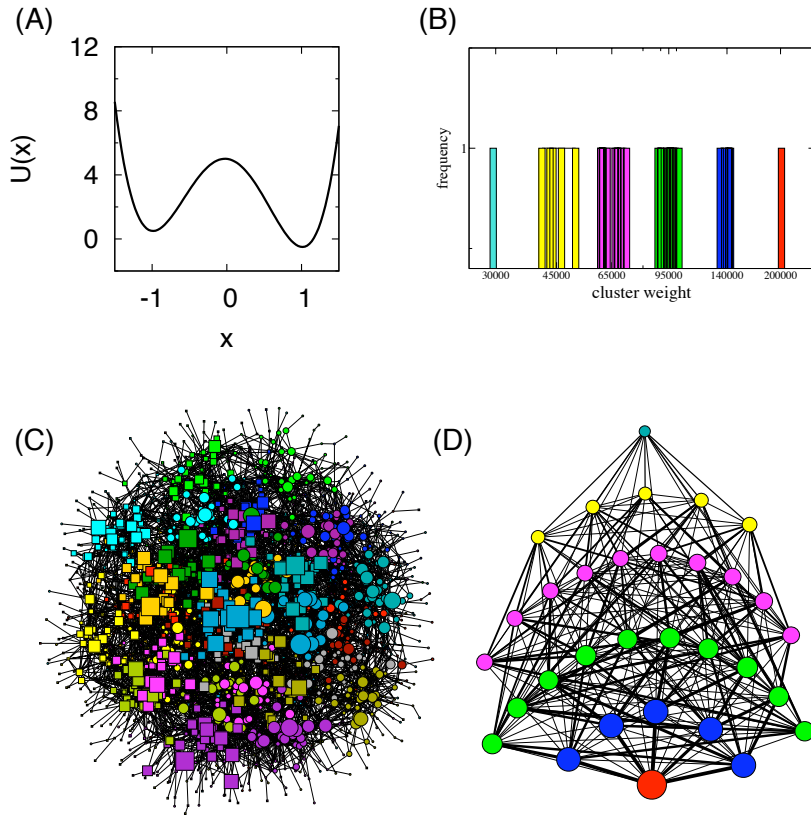 (A)
12
8
4
0
U(x)
-1
0
1
x
(B)
frequency
1
30000
45000
65000
95000
140000
200000
cluster weight
(C)
(D)